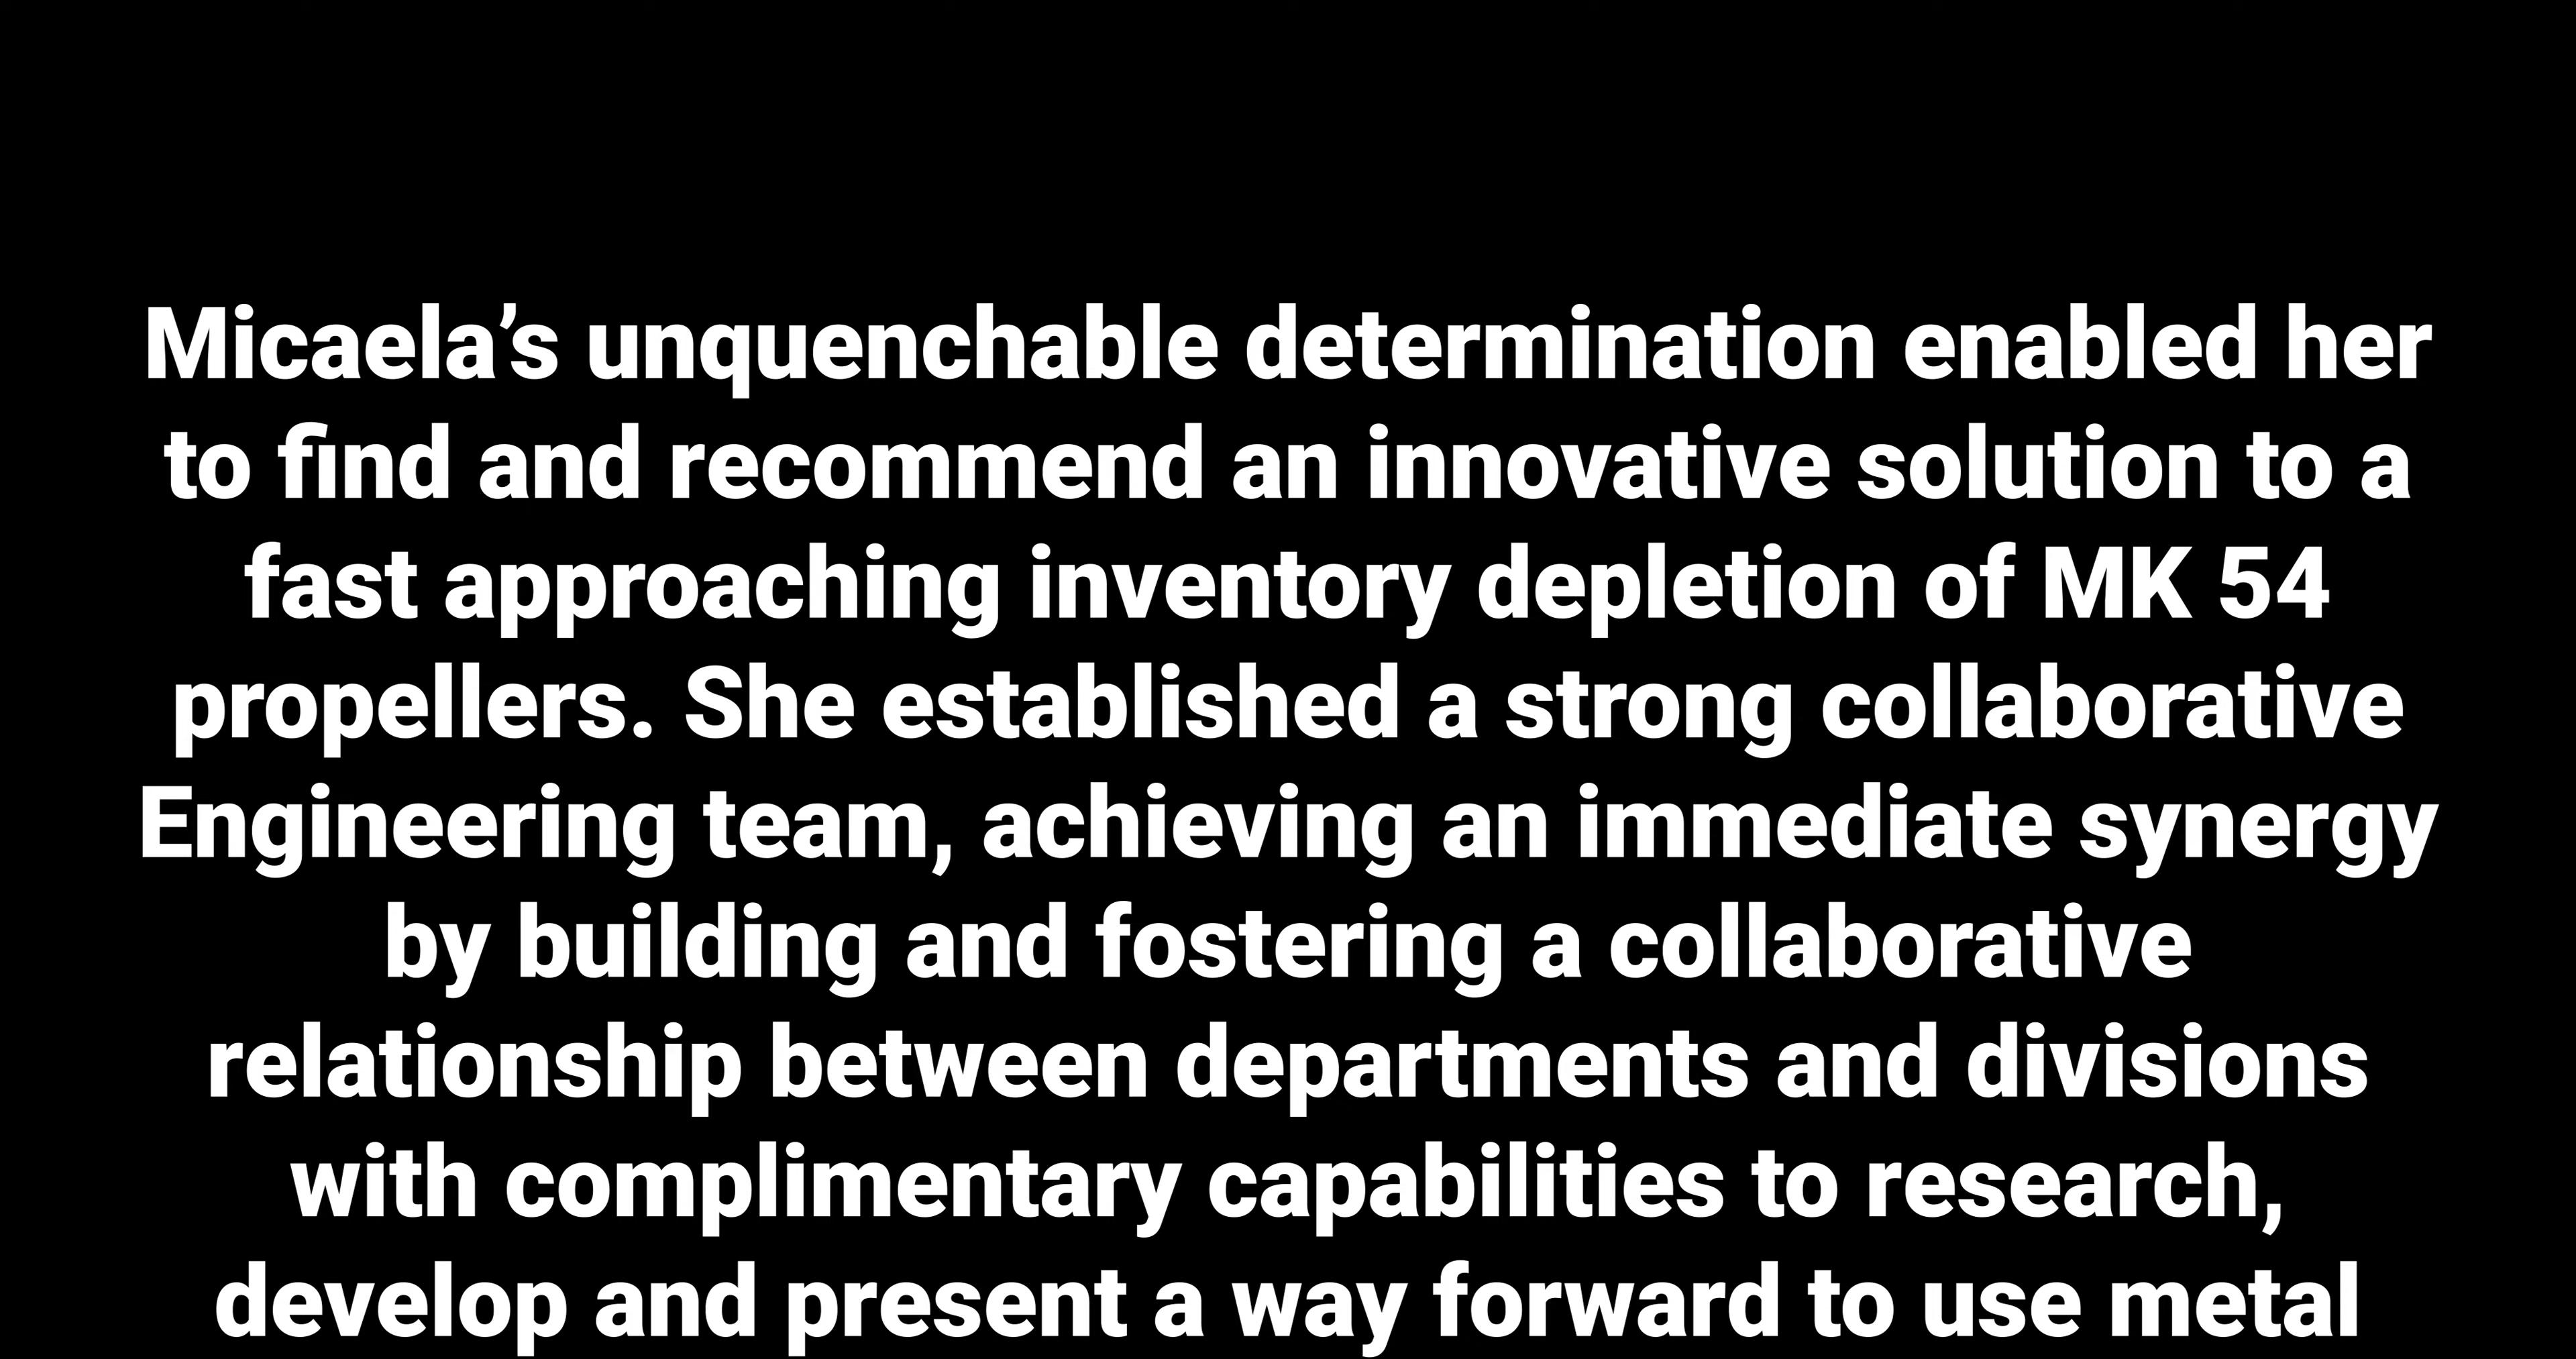 Micaela’s unquenchable determination enabled her
to find and recommend an innovative solution to a
fast approaching inventory depletion of MK 54
propellers. She established a strong collaborative
Engineering team, achieving an immediate synergy
by building and fostering a collaborative
relationship between departments and divisions
with complimentary capabilities to research,
develop and present a way forward to use metal